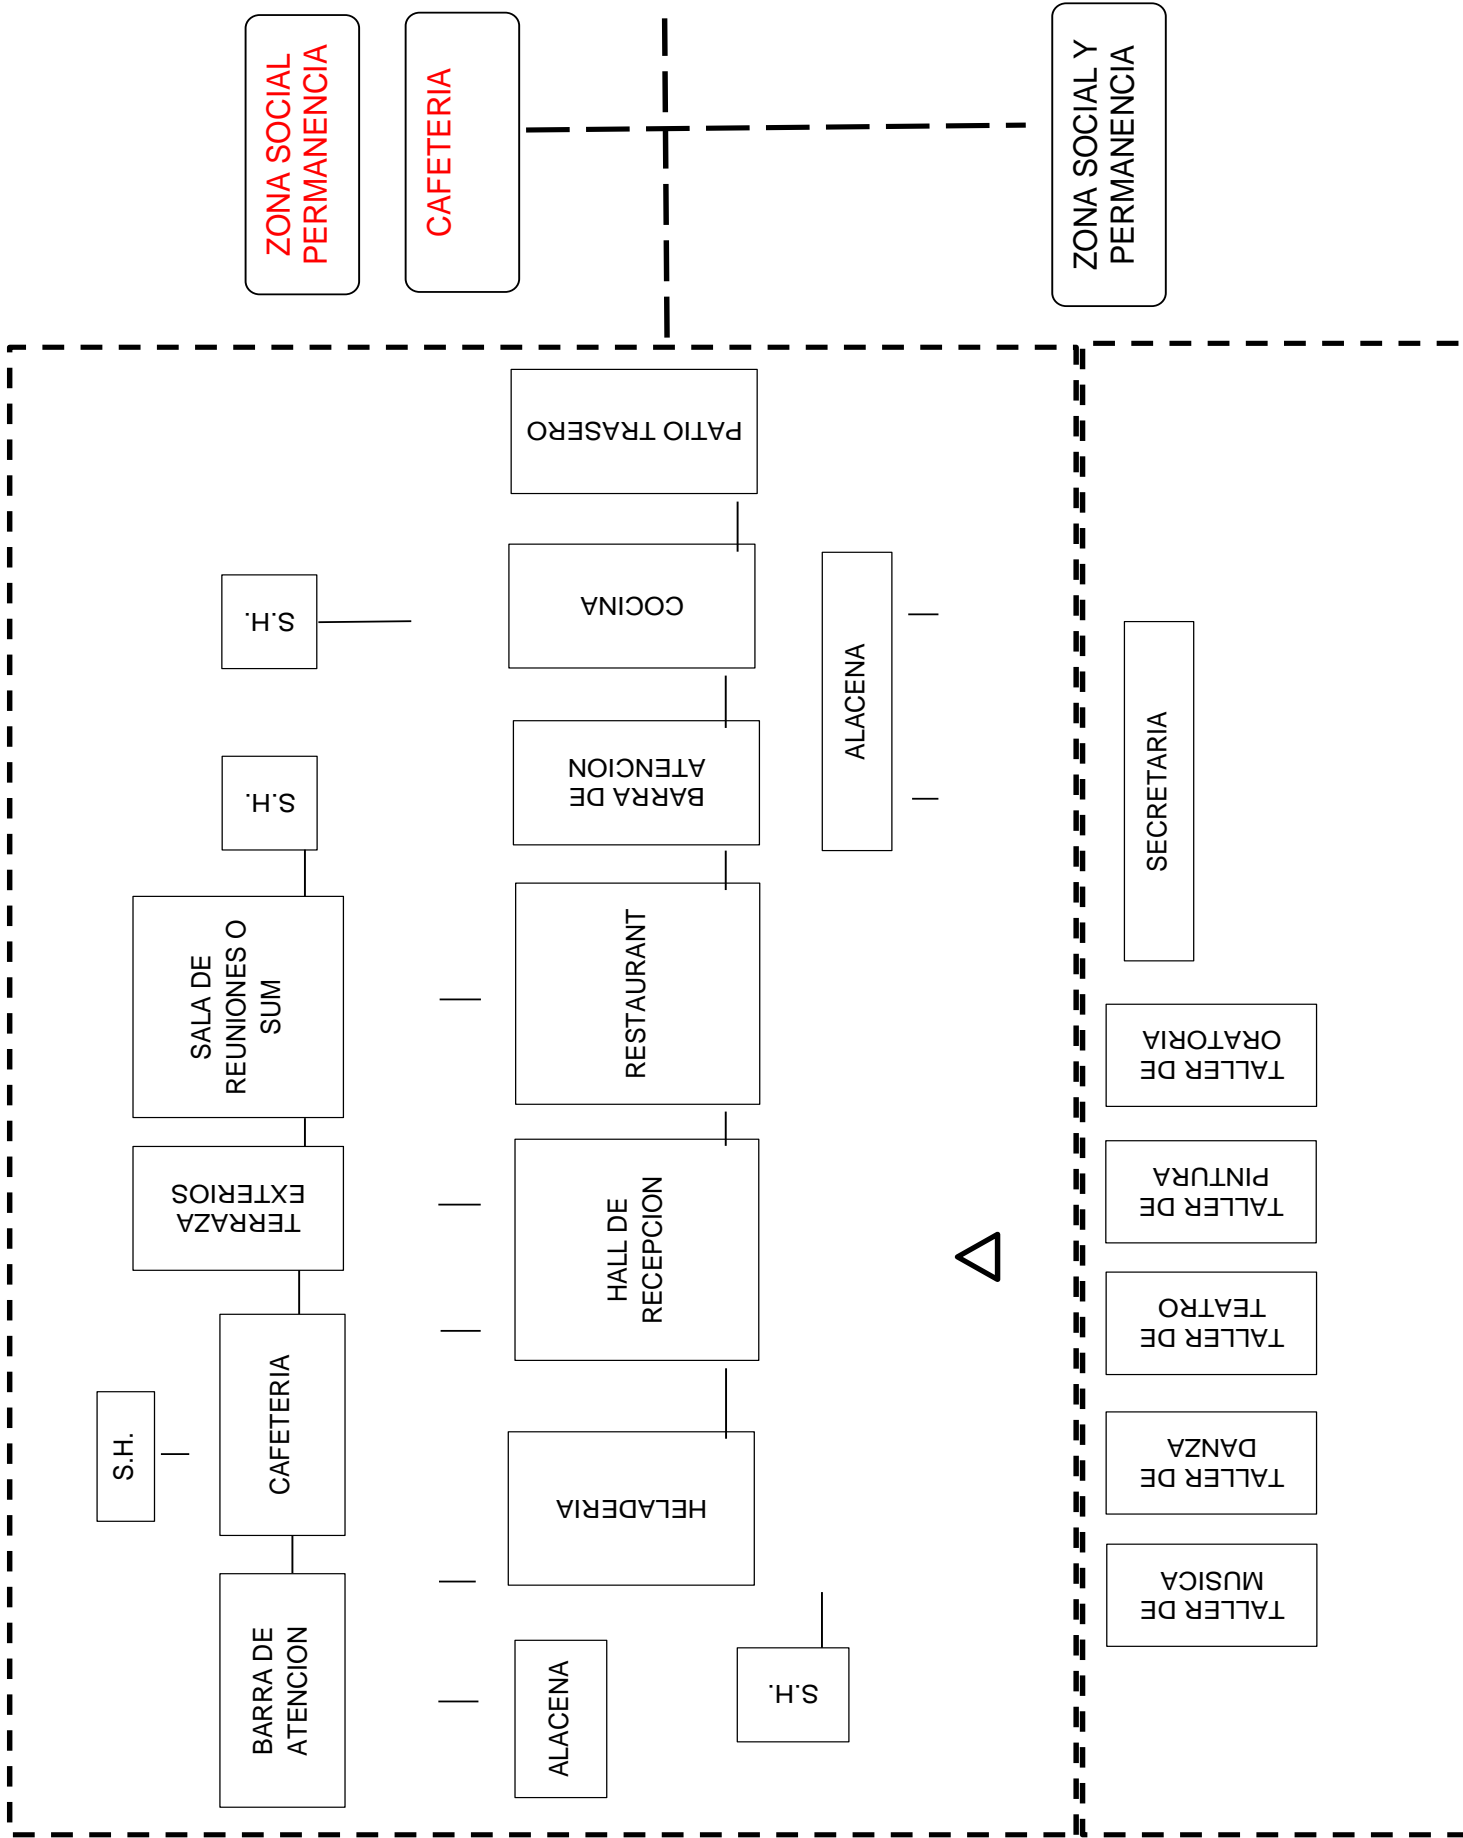 ZONA SOCIAL
PERMANENCIA
CAFETERIA
ZONA SOCIAL Y
PERMANENCIA
S.H.
S.H.
SALA DE
REUNIONES O
SUM
TERRAZA
EXTERIOS
S.H.
CAFETERIA
BARRA DE
ATENCION
PATIO TRASERO
COCINA
BARRA DE
ATENCION
RESTAURANT
HALL DE
RECEPCION
HELADERIA
ALACENA
ALACENA
S.H.
SECRETARIA
TALLER DE
ORATORIA
TALLER DE
PINTURA
TALLER DE
TEATRO
TALLER DE
DANZA
TALLER DE
MUSICA